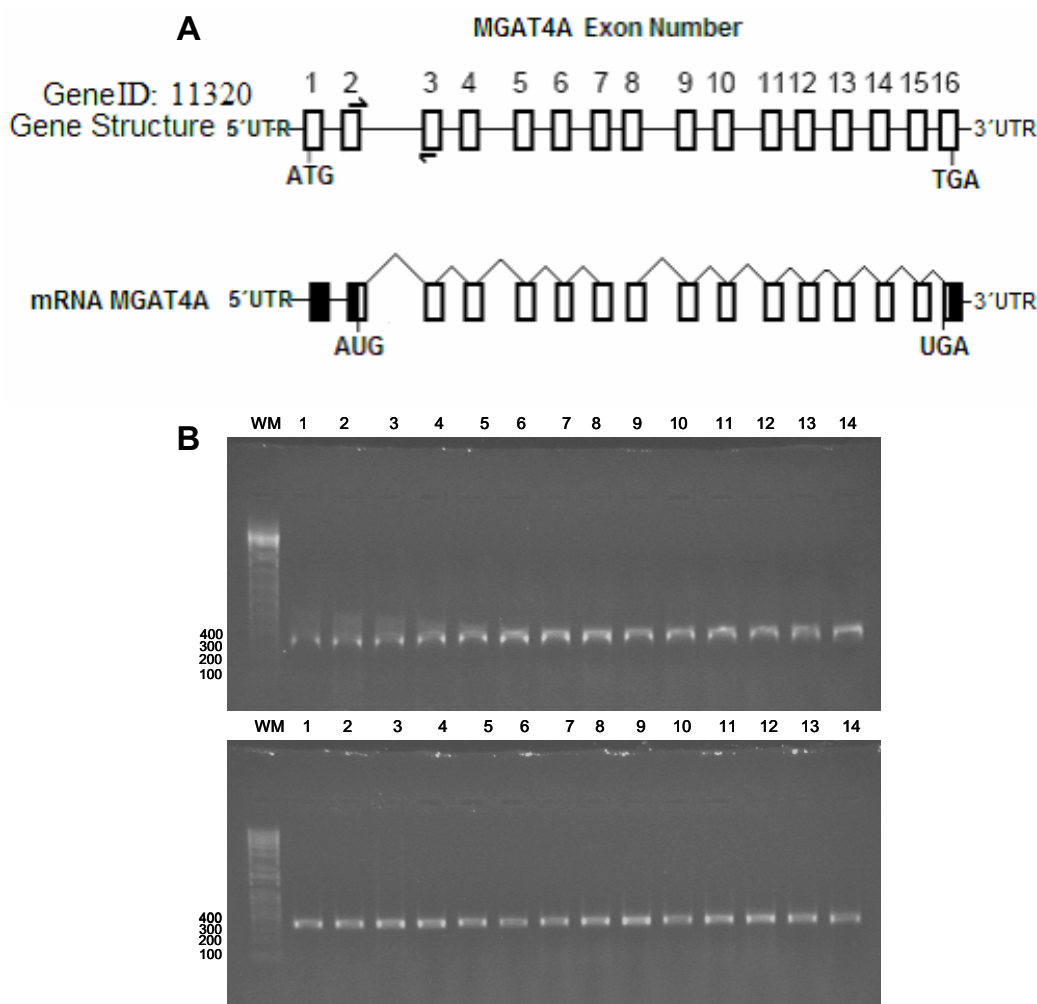 A
MGAT4A Exon Number
1 2 3 4 5 6 7 8 9 10 11 12 13 14 15 16
GeneID: 11320
Gene Structure 5´UTR 3´UTR
ATG TGA
mRNA MGAT4A 5´UTR 3´UTR
AUG UGA
B
WM 1 2 3 4 5 6 7 8 9 10 11 12 13 14
400
300
200
100
WM 1 2 3 4 5 6 7 8 9 10 11 12 13 14
400
300
200
100